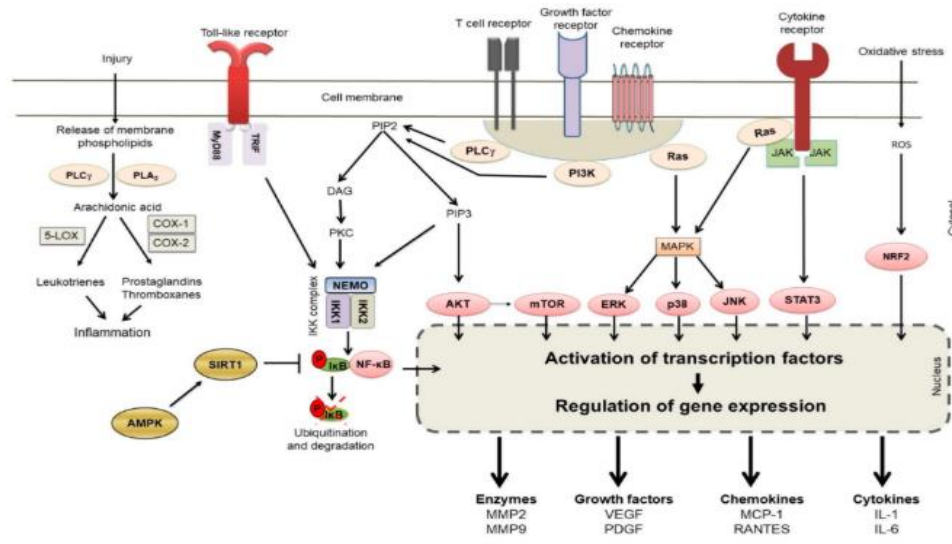 Injury
Toll-like receptor
T cell receptor
Growth factor
receptor
Chemokine
receptor
Cytokine
receptor
Oxidative stress
Cell membrane
Release of membrane
phospholipids
MyD88
TRIF
PIP2
PLCγ
PI3K
Ras
Ras
JAK
JAK
ROS
PLCγ
Arachidonic acid
DAG
PKC
PIP3
MAPK
NRF2
5-LOX
COX-1
COX-2
Leukotrienes
Prostaglandins
Thromboxanes
Inflammation
IKK complex
NEMO
IKK1
IKK2
AKT
mTOR
ERK
p38
JNK
STAT3
SIRT1
AMPK
P
IκB
NF-κB
P
IκB
Ubiquitination
and degradation
Activation of transcription factors
Regulation of gene expression
Nucleus
Enzymes
MMP2
MMP9
Growth factors
VEGF
PDGF
Chemokines
MCP-1
RANTES
Cytokines
IL-1
IL-6